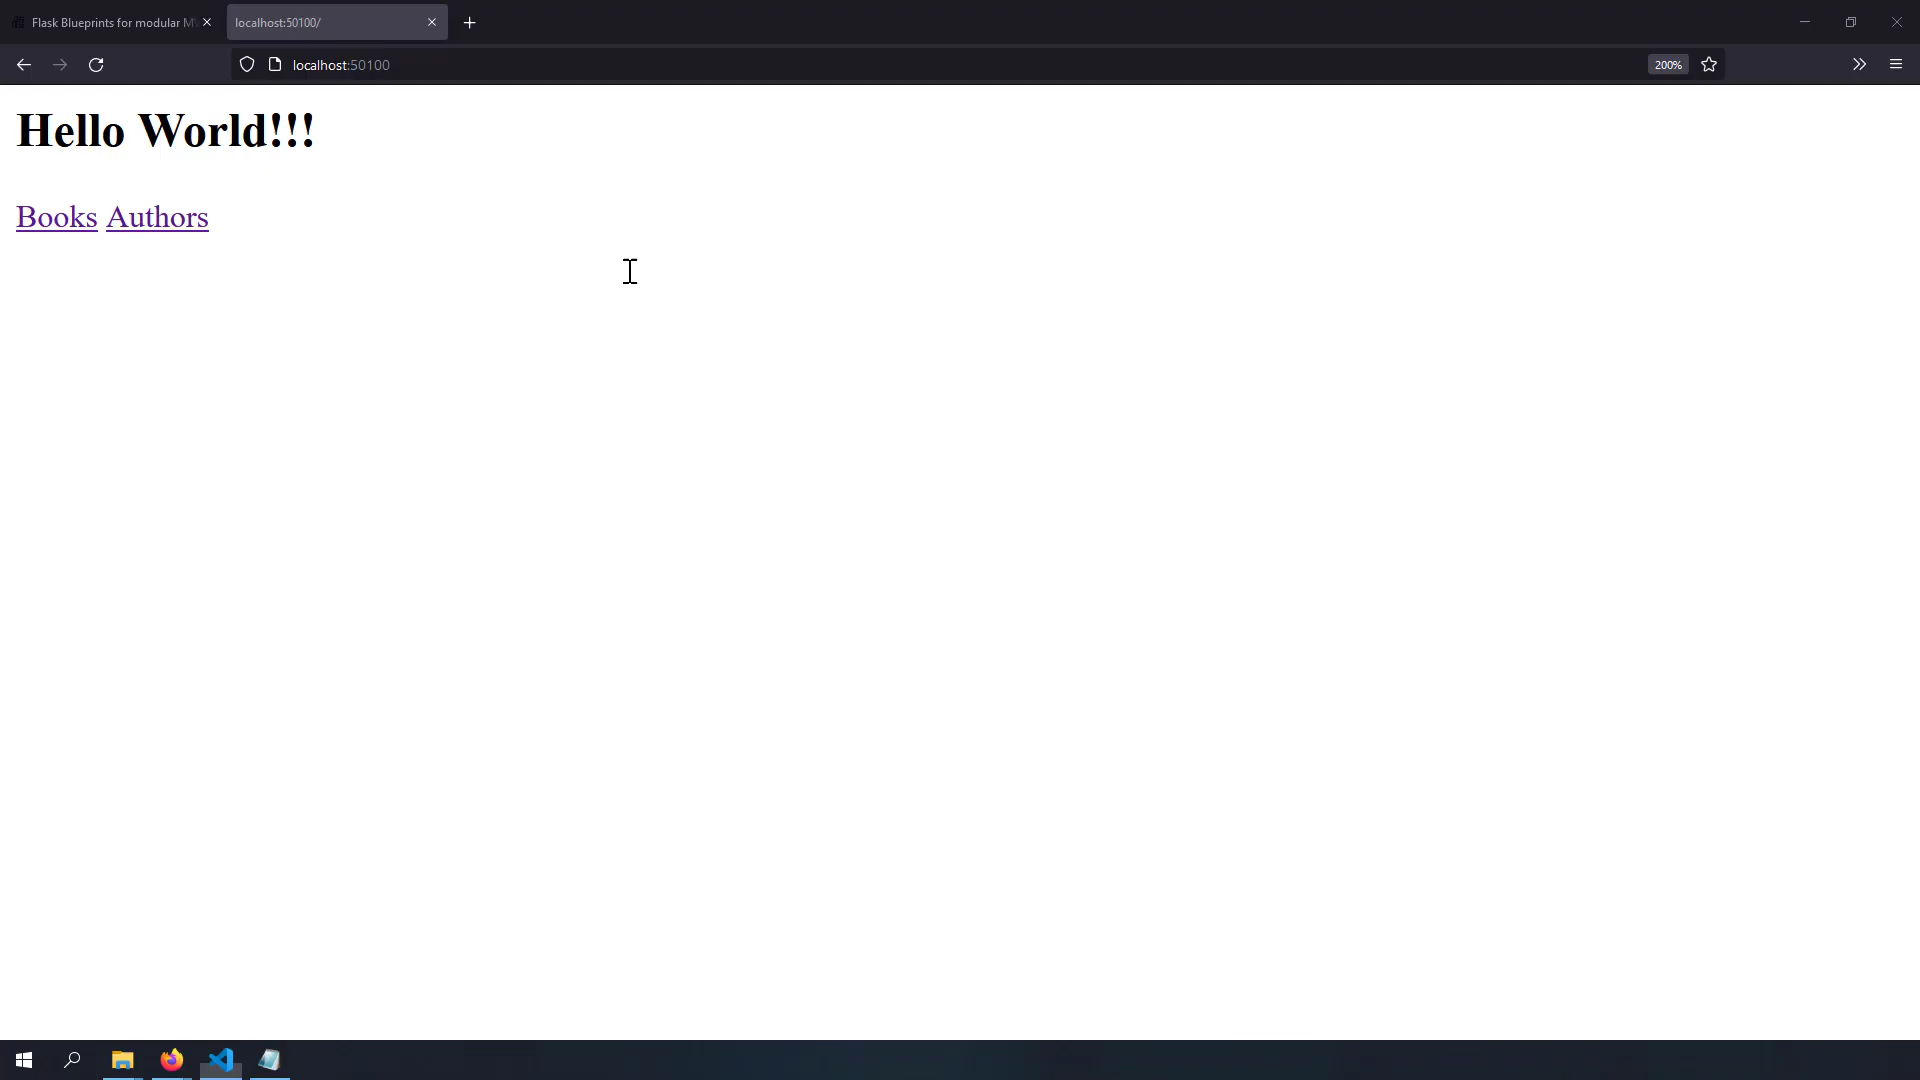 Flask Blueprints for modular M
localhost:50100/
localhost:50100
200%
Hello World!!!
Books Authors